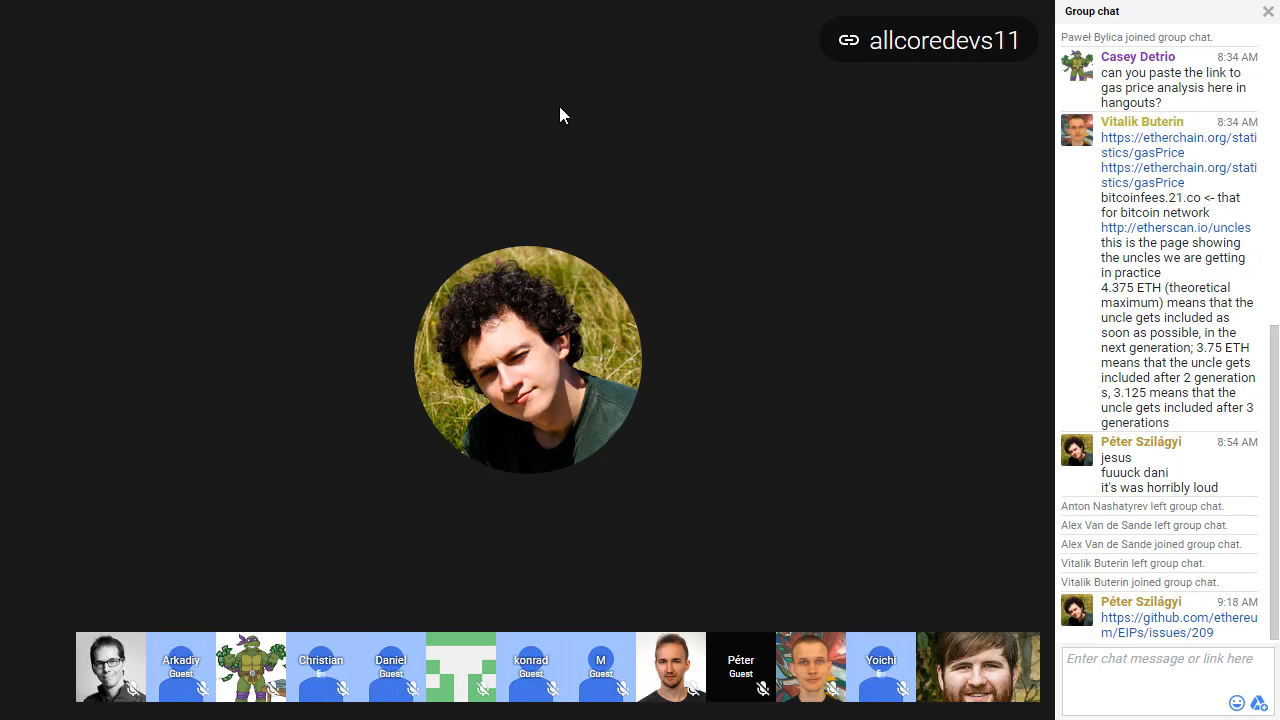 allcoredevs11
Group chat
Paweł Bylica joined group chat.
Casey Detrio 8:34 AM
can you paste the link to
gas price analysis here in
hangouts?
Vitalik Buterin 8:34 AM
https://etherchain.org/stati
stics/gasPrice
https://etherchain.org/stati
stics/gasPrice
bitcoinfees.21.co <- that
for bitcoin network
http://etherscan.io/uncles
this is the page showing
the uncles we are getting
in practice
4.375 ETH (theoretical
maximum) means that the
uncle gets included as
soon as possible, in the
next generation; 3.75 ETH
means that the uncle gets
included after 2 generation
s, 3.125 means that the
uncle gets included after 3
generations
Péter Szilágyi 8:54 AM
jesus
fuuuck dani
it's was horribly loud
Anton Nashatyrev left group chat.
Alex Van de Sande left group chat.
Alex Van de Sande joined group chat.
Vitalik Buterin left group chat.
Vitalik Buterin joined group chat.
Péter Szilágyi 9:18 AM
https://github.com/ethereu
m/EIPs/issues/209
Enter chat message or link here
Arkadiy
Guest
Christian
Daniel
Guest
konrad
Guest
M
Guest
Péter
Guest
Yoichi